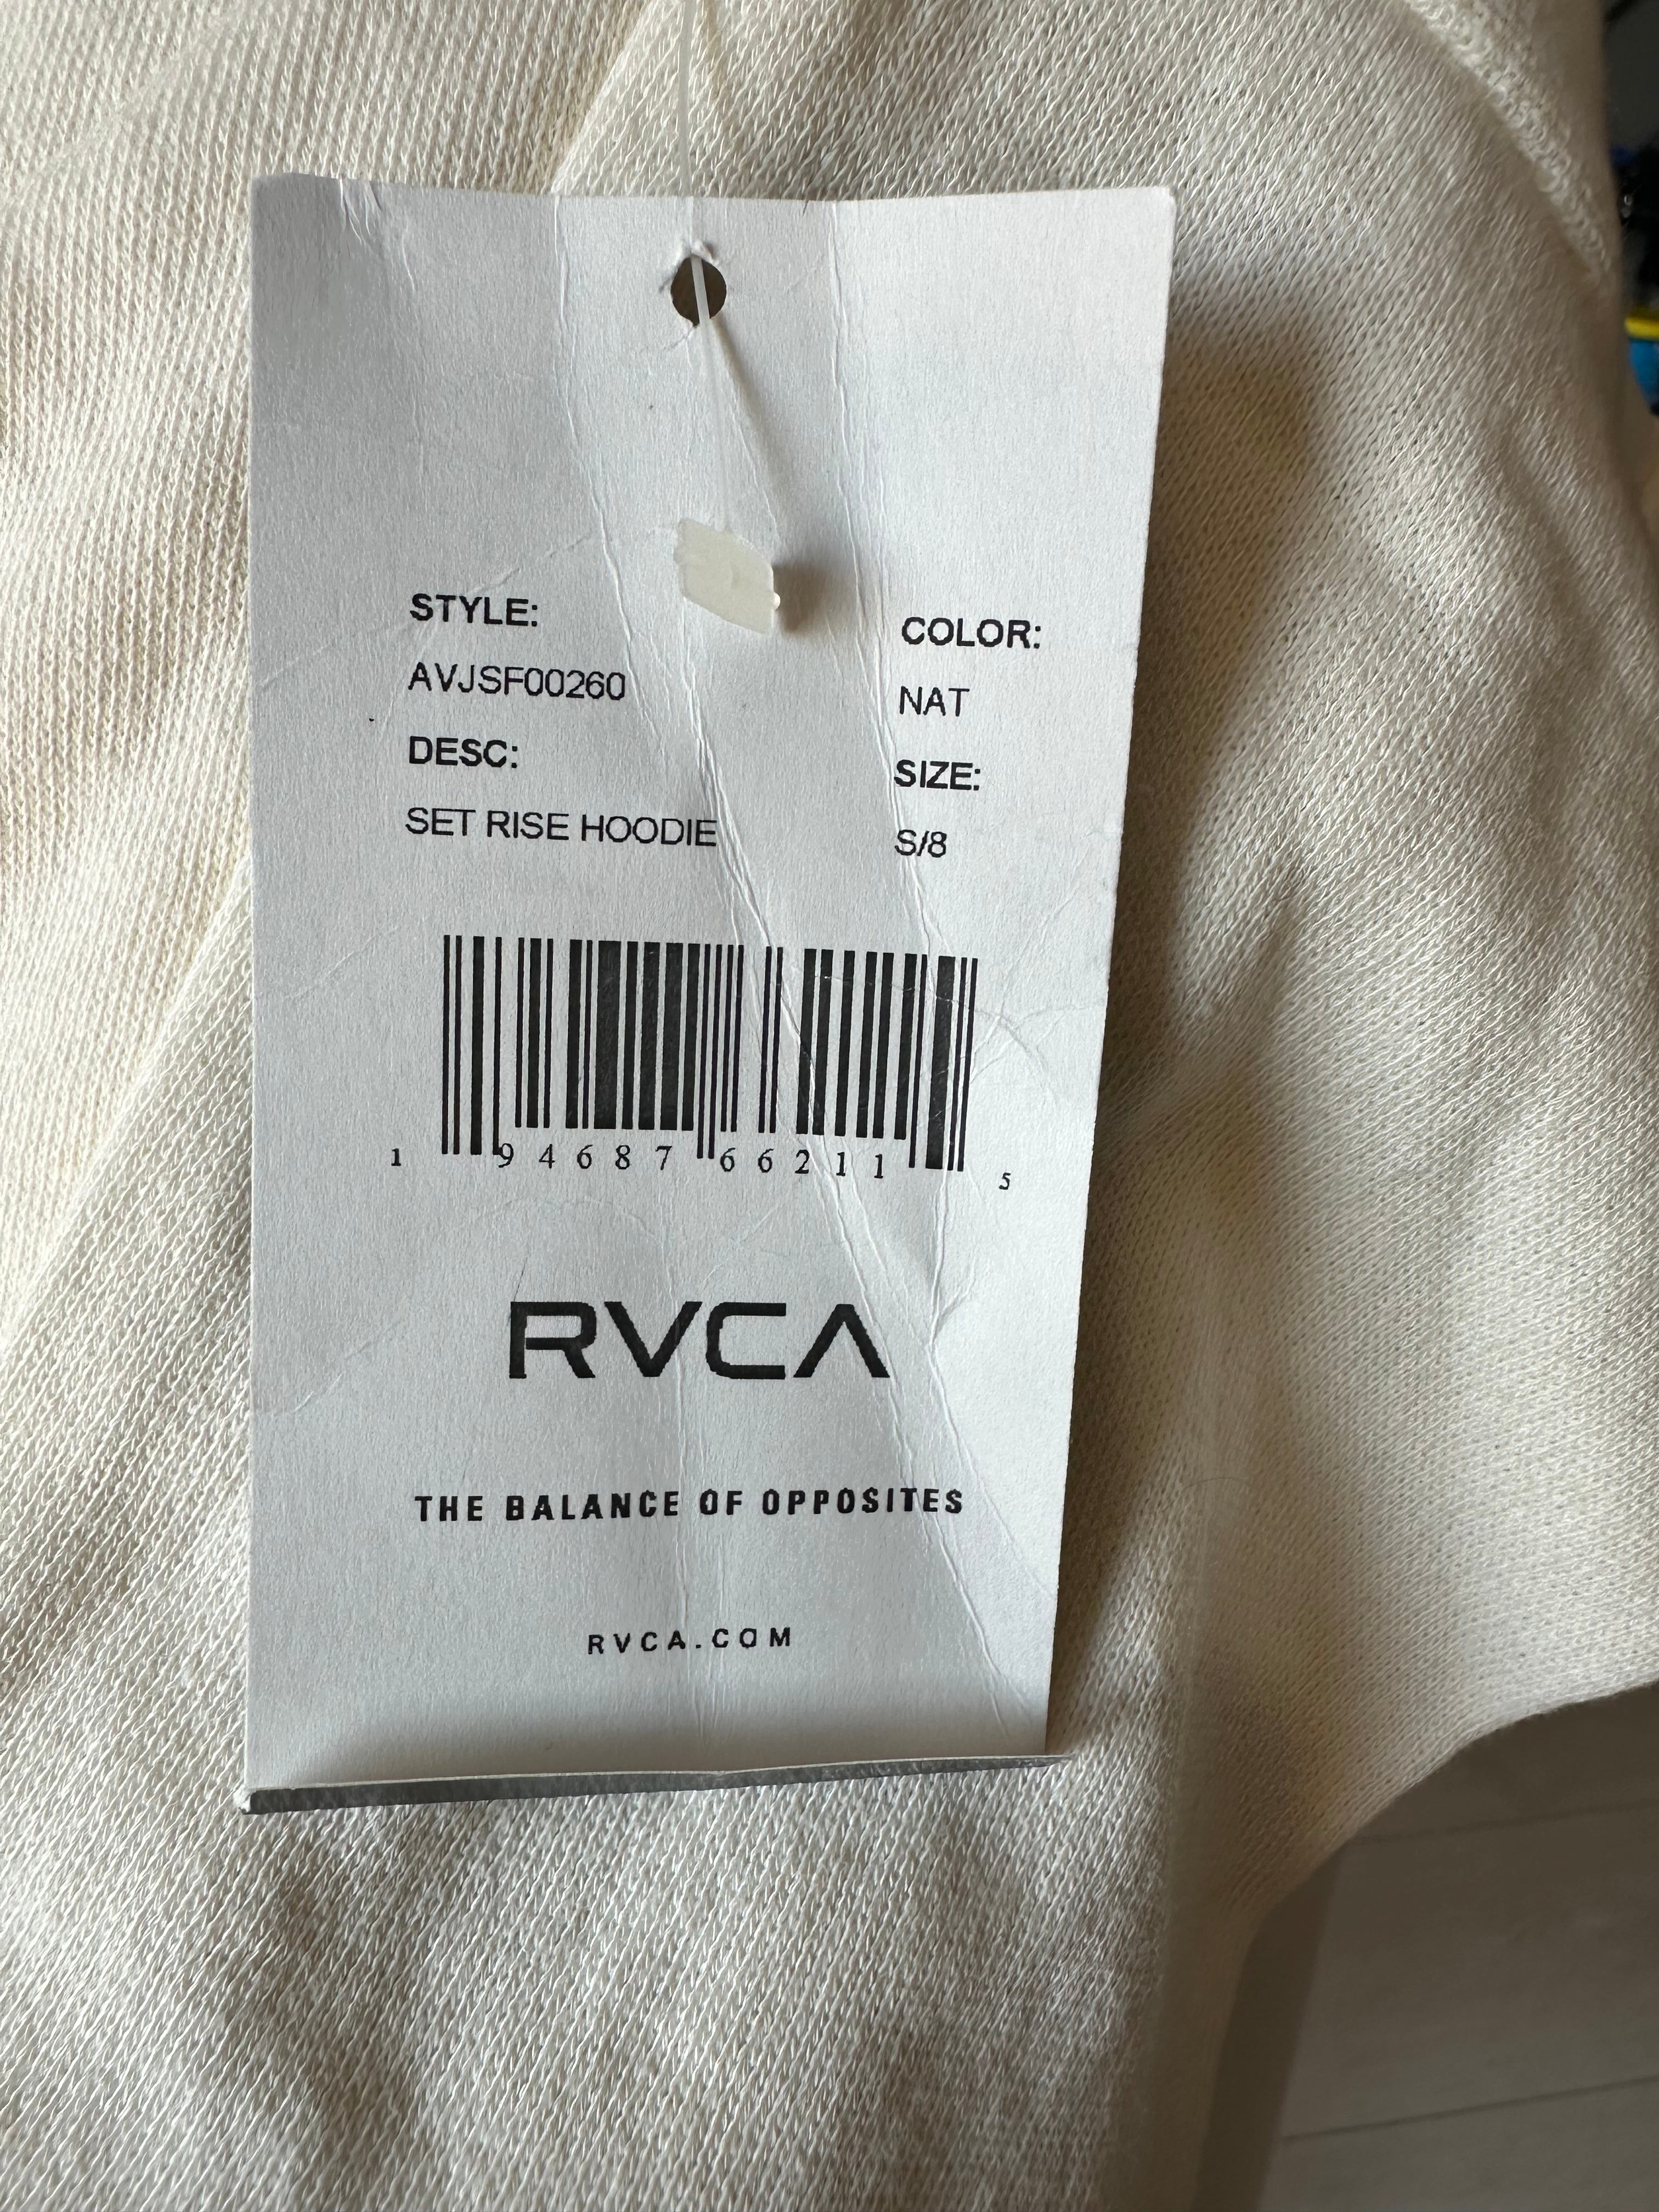 STYLE:
AVJSF00260
DESC:
SET RISE HOODIE
COLOR:
NAT
SIZE:
S/8
1 94687 66211 5
RVCA
THE BALANCE OF OPPOSITES
RVCA.COM